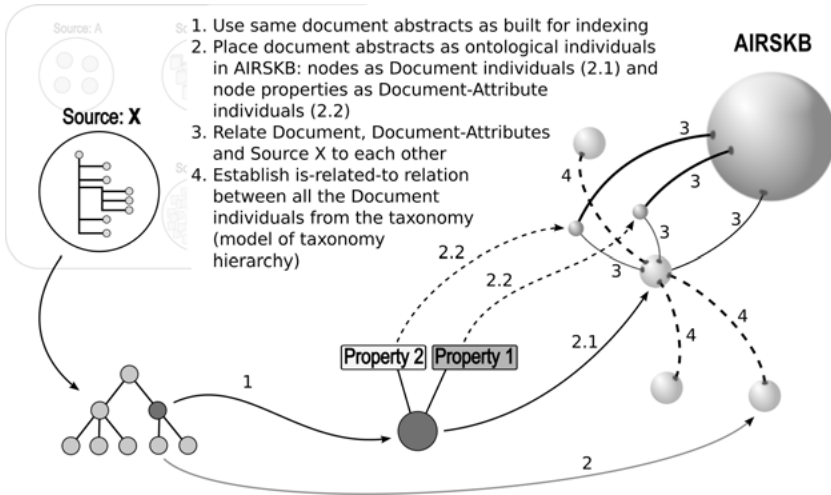 Source: A
1. Use same document abstracts as built for indexing
2. Place document abstracts as ontological individuals
in AIRSKB: nodes as Document individuals (2.1) and
node properties as Document-Attribute
individuals (2.2)
3. Relate Document, Document-Attributes
and Source X to each other
4. Establish is-related-to relation
between all the Document
individuals from the taxonomy
(model of taxonomy
hierarchy)
Source: X
AIRSKB
3
4
3
3
3
3
2.2
2.2
4
4
2.1
Property 2
Property 1
1
2